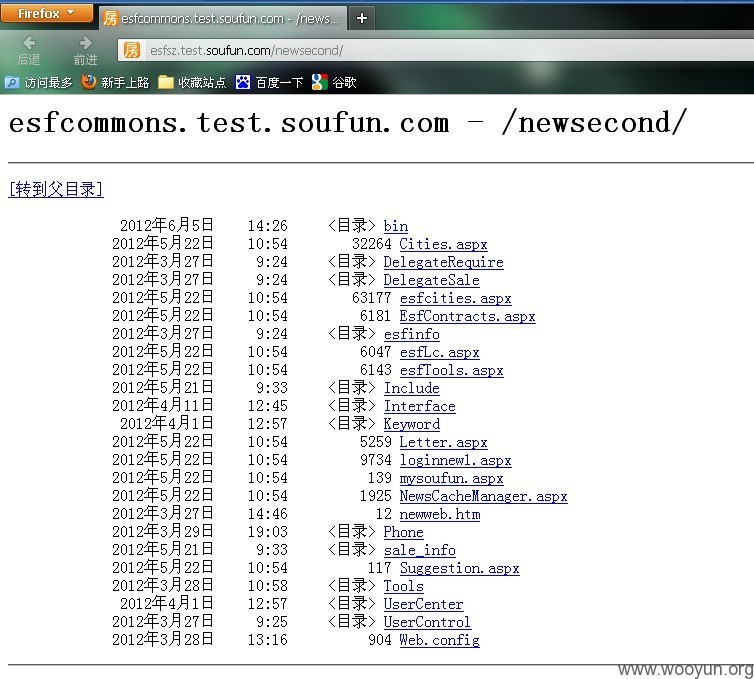 Firefox
esfcommons.test.soufun.com - /news...
后退 前进
esfsz.test.soufun.com/newsecond/
访问最多 新手上路 收藏站点 百度一下 谷歌
esfcommons.test.soufun.com - /newsecond/
[转到父目录]
2012年6月5日 14:26 <目录> bin
2012年5月22日 10:54 32264 Cities.aspx
2012年3月27日 9:24 <目录> DelegateRequire
2012年3月27日 9:24 <目录> DelegateSale
2012年5月22日 10:54 63177 esfcities.aspx
2012年5月22日 10:54 6181 EsfContracts.aspx
2012年3月27日 9:24 <目录> esfinfo
2012年5月22日 10:54 6047 esfLc.aspx
2012年5月22日 10:54 6143 esfTools.aspx
2012年5月21日 9:33 <目录> Include
2012年4月11日 12:45 <目录> Interface
2012年4月1日 12:57 <目录> Keyword
2012年5月22日 10:54 5259 Letter.aspx
2012年5月22日 10:54 9734 loginnew1.aspx
2012年5月22日 10:54 139 mysoufun.aspx
2012年5月22日 10:54 1925 NewsCacheManager.aspx
2012年3月27日 14:46 12 newweb.htm
2012年3月29日 19:03 <目录> Phone
2012年5月21日 9:33 <目录> sale_info
2012年5月22日 10:54 117 Suggestion.aspx
2012年3月28日 10:58 <目录> Tools
2012年4月1日 12:57 <目录> UserCenter
2012年3月27日 9:25 <目录> UserControl
2012年3月28日 13:16 904 Web.config
www.wooyun.org